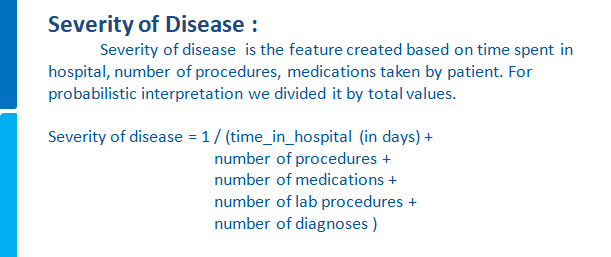 Severity of Disease :
Severity of disease is the feature created based on time spent in
hospital, number of procedures, medications taken by patient. For
probabilistic interpretation we divided it by total values.
Severity of disease = 1 / (time_in_hospital (in days) +
number of procedures +
number of medications +
number of lab procedures +
number of diagnoses )